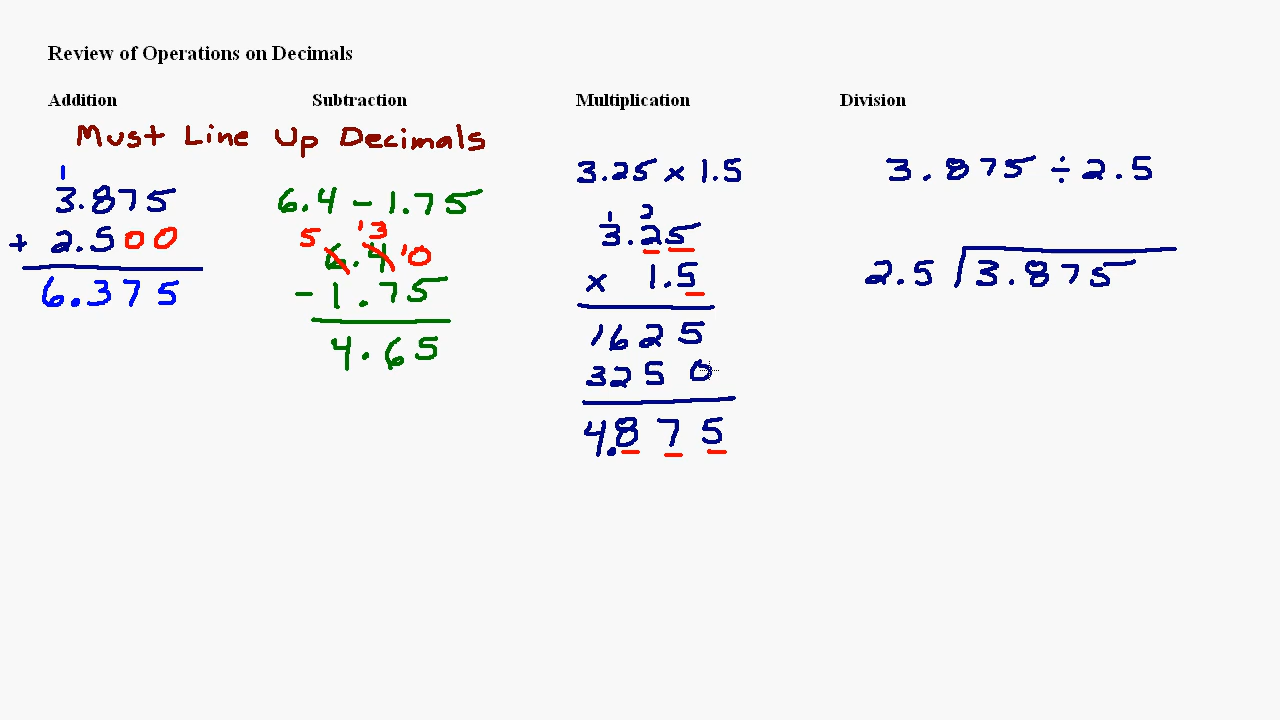 Review of Operations on Decimals
Addition
Subtraction
Multiplication
Division
Must Line Up Decimals
1
3.875
+ 2.500
6.375
6.4 - 1.75
5 13
6.4 10
- 1.75
4.65
3.25 x 1.5
1 2
3.25
x 1.5
1625
3250
4.875
3.875 ÷ 2.5
2.5 3.875